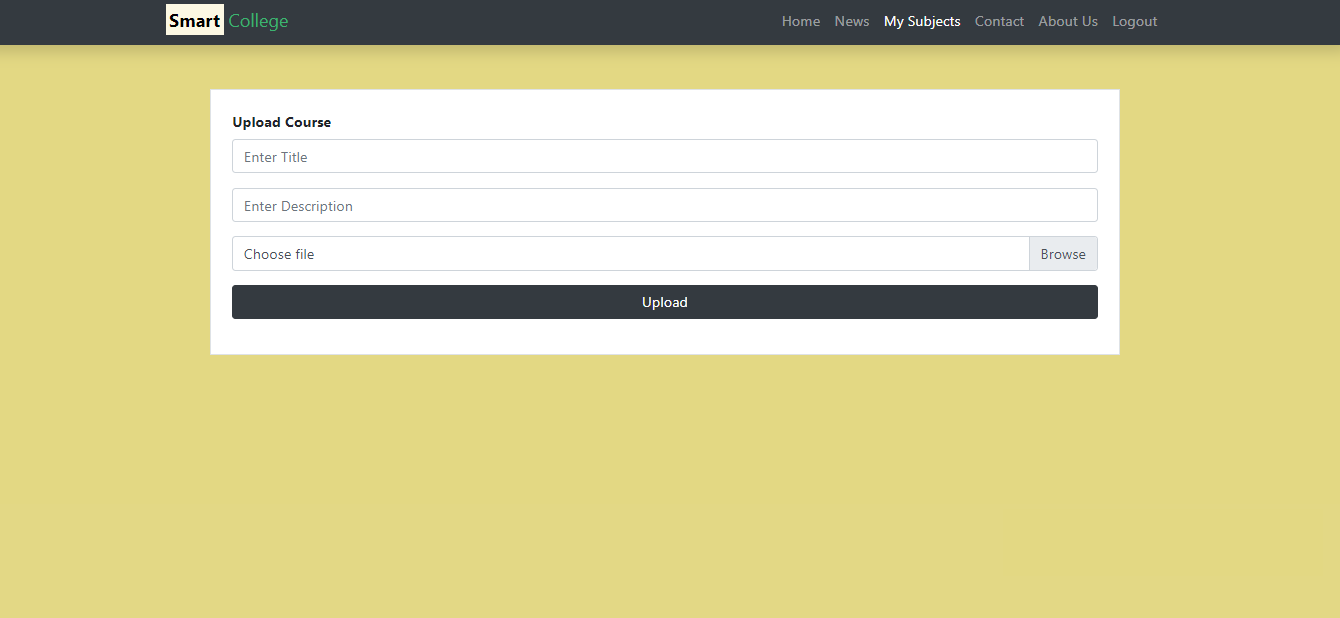 Smart College Home News My Subjects Contact About Us Logout
Upload Course
Enter Title
Enter Description
Choose file Browse
Upload